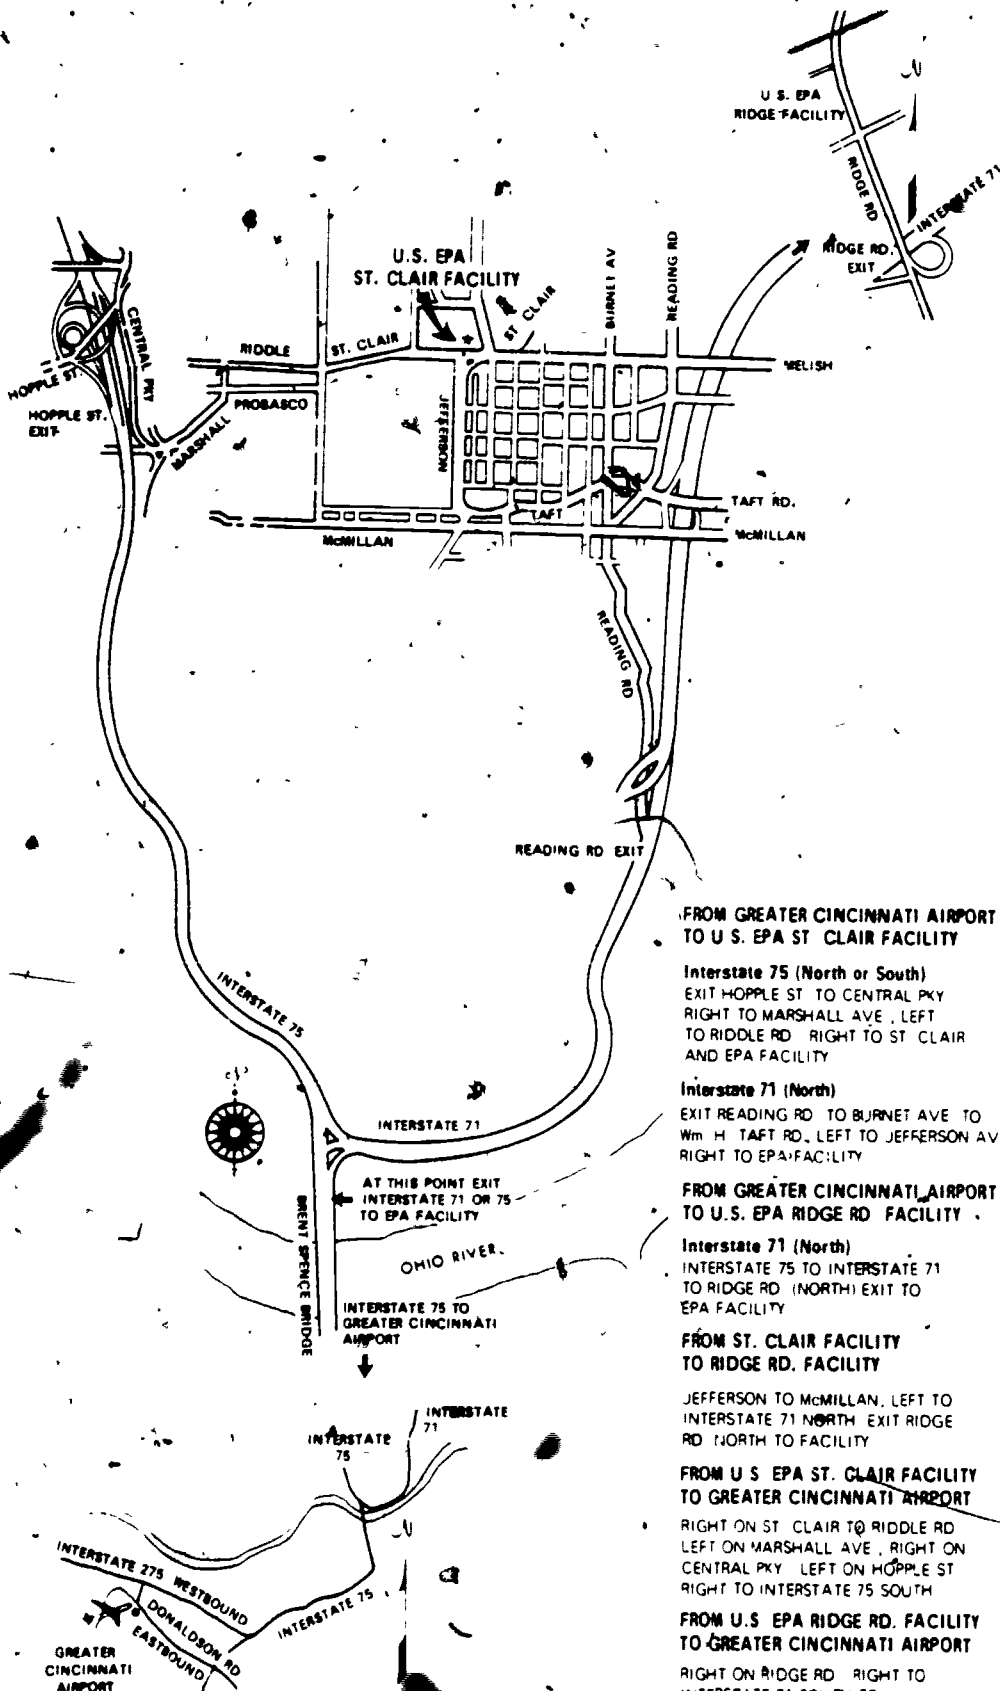 N
U S. EPA
RIDGE FACILITY
RIDGE RD
INTERSTATE 71
RIDGE RD.
EXIT
U.S. EPA
ST. CLAIR FACILITY
ST CLAIR
BURNET AV
READING RD
CENTRAL PKY
HOPPLE ST.
HOPPLE ST.
EXIT
MARSHALL
RIDDLE
ST. CLAIR
PROBASCO
JEFFERSON
MELISH
TAFT RD.
TAFT
McMILLAN
McMILLAN
READING RD
READING RD EXIT
INTERSTATE 75
INTERSTATE 71
AT THIS POINT EXIT
INTERSTATE 71 OR 75
TO EPA FACILITY
BRENT SPENCE BRIDGE
OHIO RIVER
INTERSTATE 75 TO
GREATER CINCINNATI
AIRPORT
INTERSTATE
71
INTERSTATE
75
N
INTERSTATE 275 WESTBOUND
INTERSTATE 75
DONALDSON RD
EASTBOUND
GREATER
CINCINNATI
AIRPORT
FROM GREATER CINCINNATI AIRPORT
TO U S. EPA ST CLAIR FACILITY
Interstate 75 (North or South)
EXIT HOPPLE ST TO CENTRAL PKY
RIGHT TO MARSHALL AVE , LEFT
TO RIDDLE RD RIGHT TO ST CLAIR
AND EPA FACILITY
Interstate 71 (North)
EXIT READING RD TO BURNET AVE TO
Wm H TAFT RD., LEFT TO JEFFERSON AV
RIGHT TO EPA FACILITY
FROM GREATER CINCINNATI AIRPORT
TO U.S. EPA RIDGE RD FACILITY
Interstate 71 (North)
INTERSTATE 75 TO INTERSTATE 71
TO RIDGE RD (NORTH) EXIT TO
EPA FACILITY
FROM ST. CLAIR FACILITY
TO RIDGE RD. FACILITY
JEFFERSON TO McMILLAN, LEFT TO
INTERSTATE 71 NORTH EXIT RIDGE
RD NORTH TO FACILITY
FROM U S EPA ST. CLAIR FACILITY
TO GREATER CINCINNATI AIRPORT
RIGHT ON ST CLAIR TO RIDDLE RD
LEFT ON MARSHALL AVE , RIGHT ON
CENTRAL PKY LEFT ON HOPPLE ST
RIGHT TO INTERSTATE 75 SOUTH
FROM U.S EPA RIDGE RD. FACILITY
TO GREATER CINCINNATI AIRPORT
RIGHT ON RIDGE RD RIGHT TO